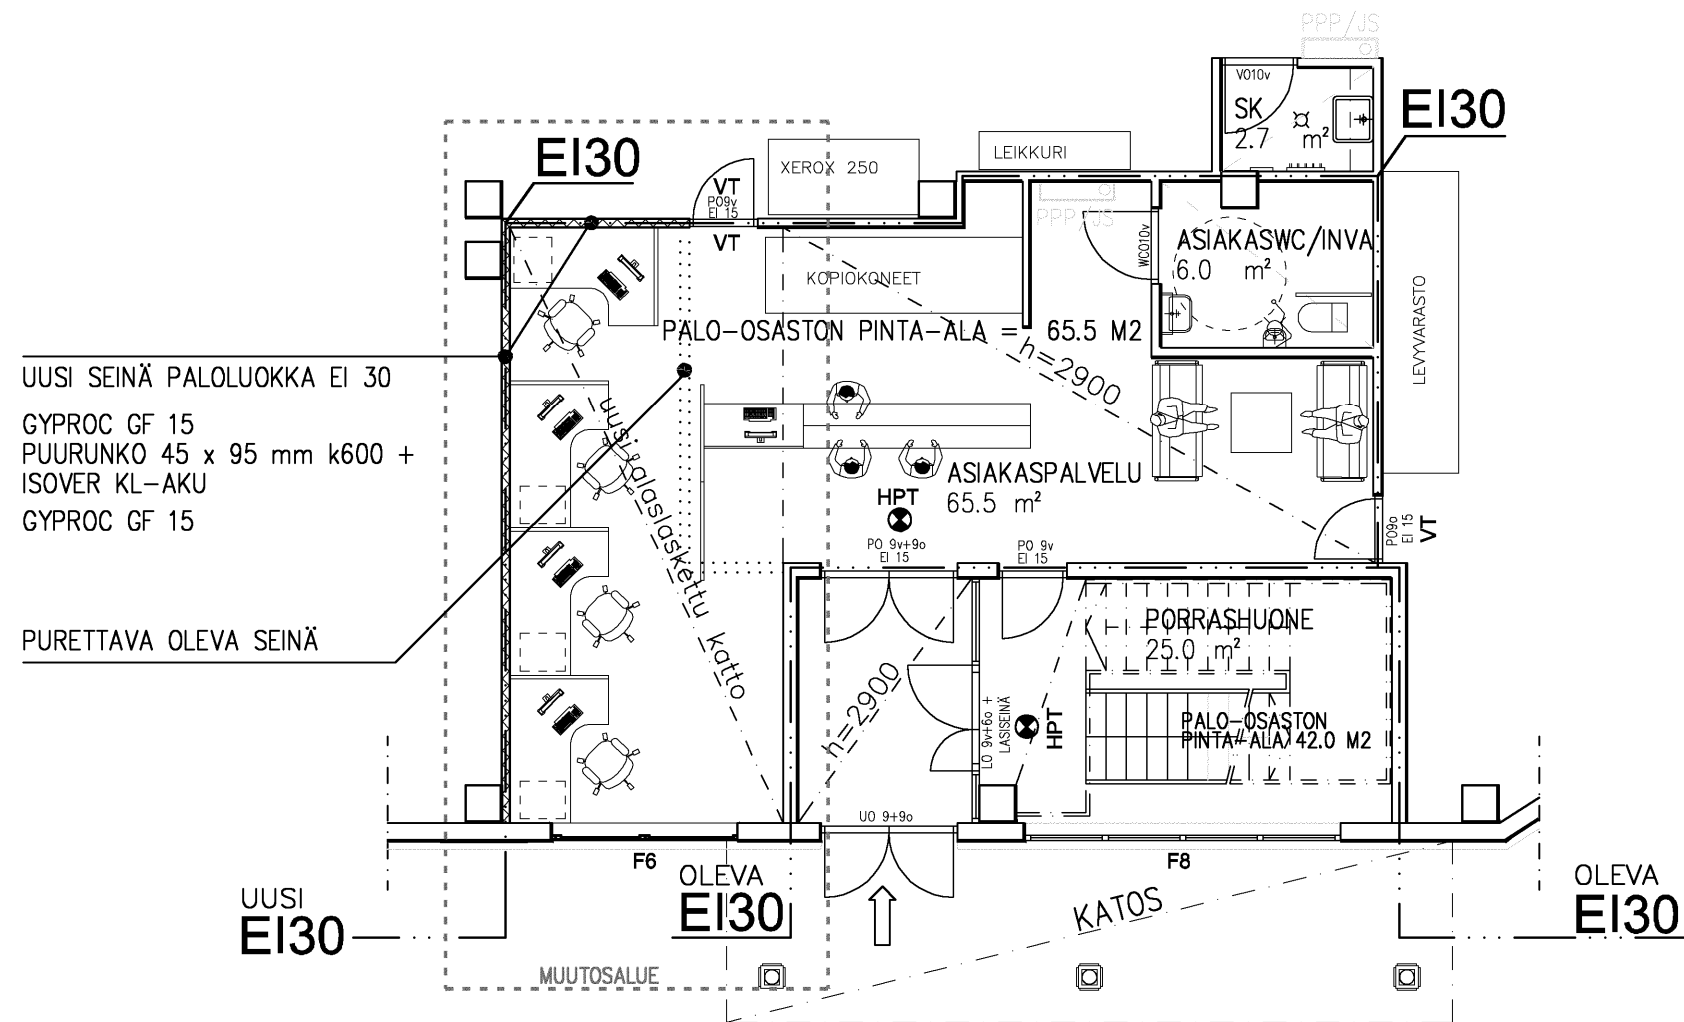 PPP/JS
VO10v
SK
2.7 m²
EI30
EI30
LEIKKURI
XEROX 250
VT
PO9v
EI 15
VT
PPP/JS
WCO10v
ASIAKASWC/INVA
6.0 m²
KOPIOKONEET
LEVYVARASTO
PALO-OSASTON PINTA-ALA = 65.5 M2
h=2900
UUSI SEINÄ PALOLUOKKA EI 30
GYPROC GF 15
PUURUNKO 45 x 95 mm k600 +
ISOVER KL-AKU
GYPROC GF 15
uusi alaslaskettu katto
ASIAKASPALVELU
65.5 m²
HPT
PO 9v+9o
EI 15
PO 9v
EI 15
PO9o
EI 15
VT
PURETTAVA OLEVA SEINÄ
PORRASHUONE
25.0 m²
h=2900
LO 9v+6o +
LASISEINÄ
HPT
PALO-OSASTON
PINTA-ALA 42.0 M2
UO 9+9o
F6
F8
OLEVA
EI30
UUSI
EI30
KATOS
OLEVA
EI30
MUUTOSALUE